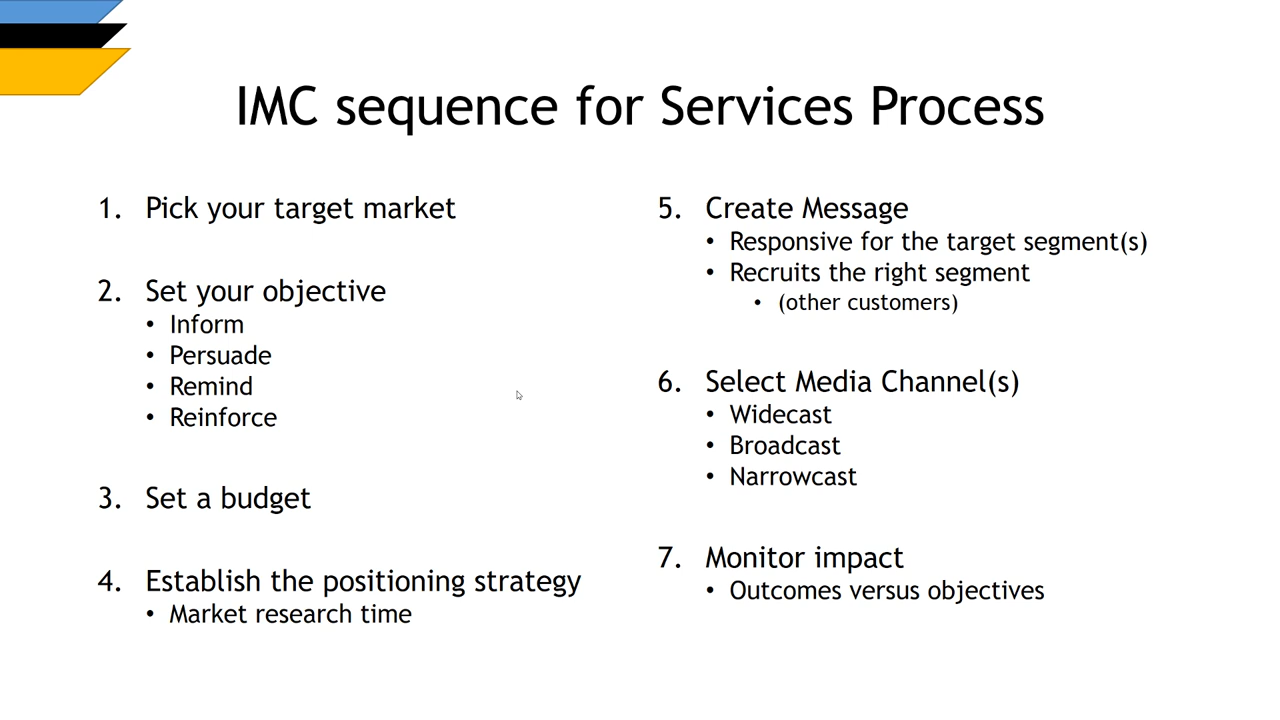 IMC sequence for Services Process
1. Pick your target market
2. Set your objective
• Inform
• Persuade
• Remind
• Reinforce
3. Set a budget
4. Establish the positioning strategy
• Market research time
5. Create Message
• Responsive for the target segment(s)
• Recruits the right segment
• (other customers)
6. Select Media Channel(s)
• Widecast
• Broadcast
• Narrowcast
7. Monitor impact
• Outcomes versus objectives